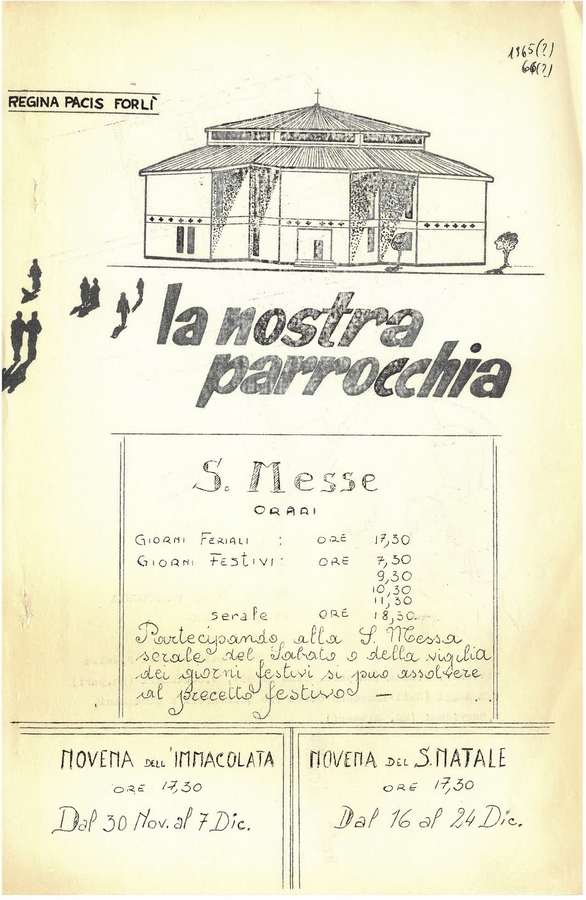 1965(?)
66(?)
REGINA PACIS FORLÌ
la nostra
parrocchia
S. Messe
ORARI
GIORNI FERIALI : ORE 17,30
GIORNI FESTIVI: ORE 7,30
9,30
10,30
11,30
serale ORE 18,30
Partecipando alla S. Messa
serale del Sabato o della vigilia
dei giorni festivi si può assolvere
al precetto festivo —
NOVENA DELL'IMMACOLATA
ORE 17,30
Dal 30 Nov. al 7 Dic.
NOVENA DEL S. NATALE
ORE 17,30
Dal 16 al 24 Dic.